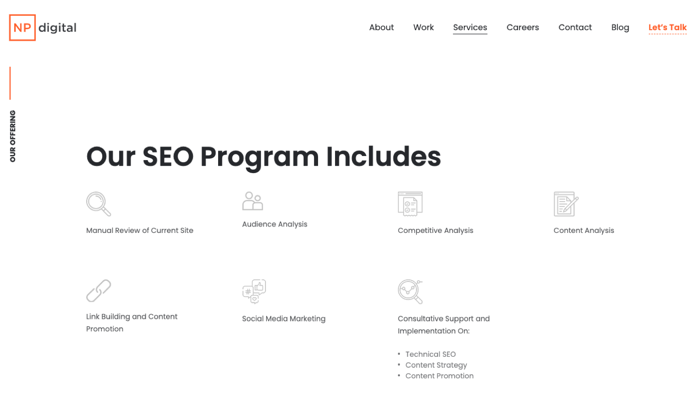 NP digital
About
Work
Services
Careers
Contact
Blog
Let's Talk
OUR OFFERING
Our SEO Program Includes
Manual Review of Current Site
Audience Analysis
Competitive Analysis
Content Analysis
Link Building and Content
Promotion
Social Media Marketing
Consultative Support and
Implementation On:
• Technical SEO
• Content Strategy
• Content Promotion